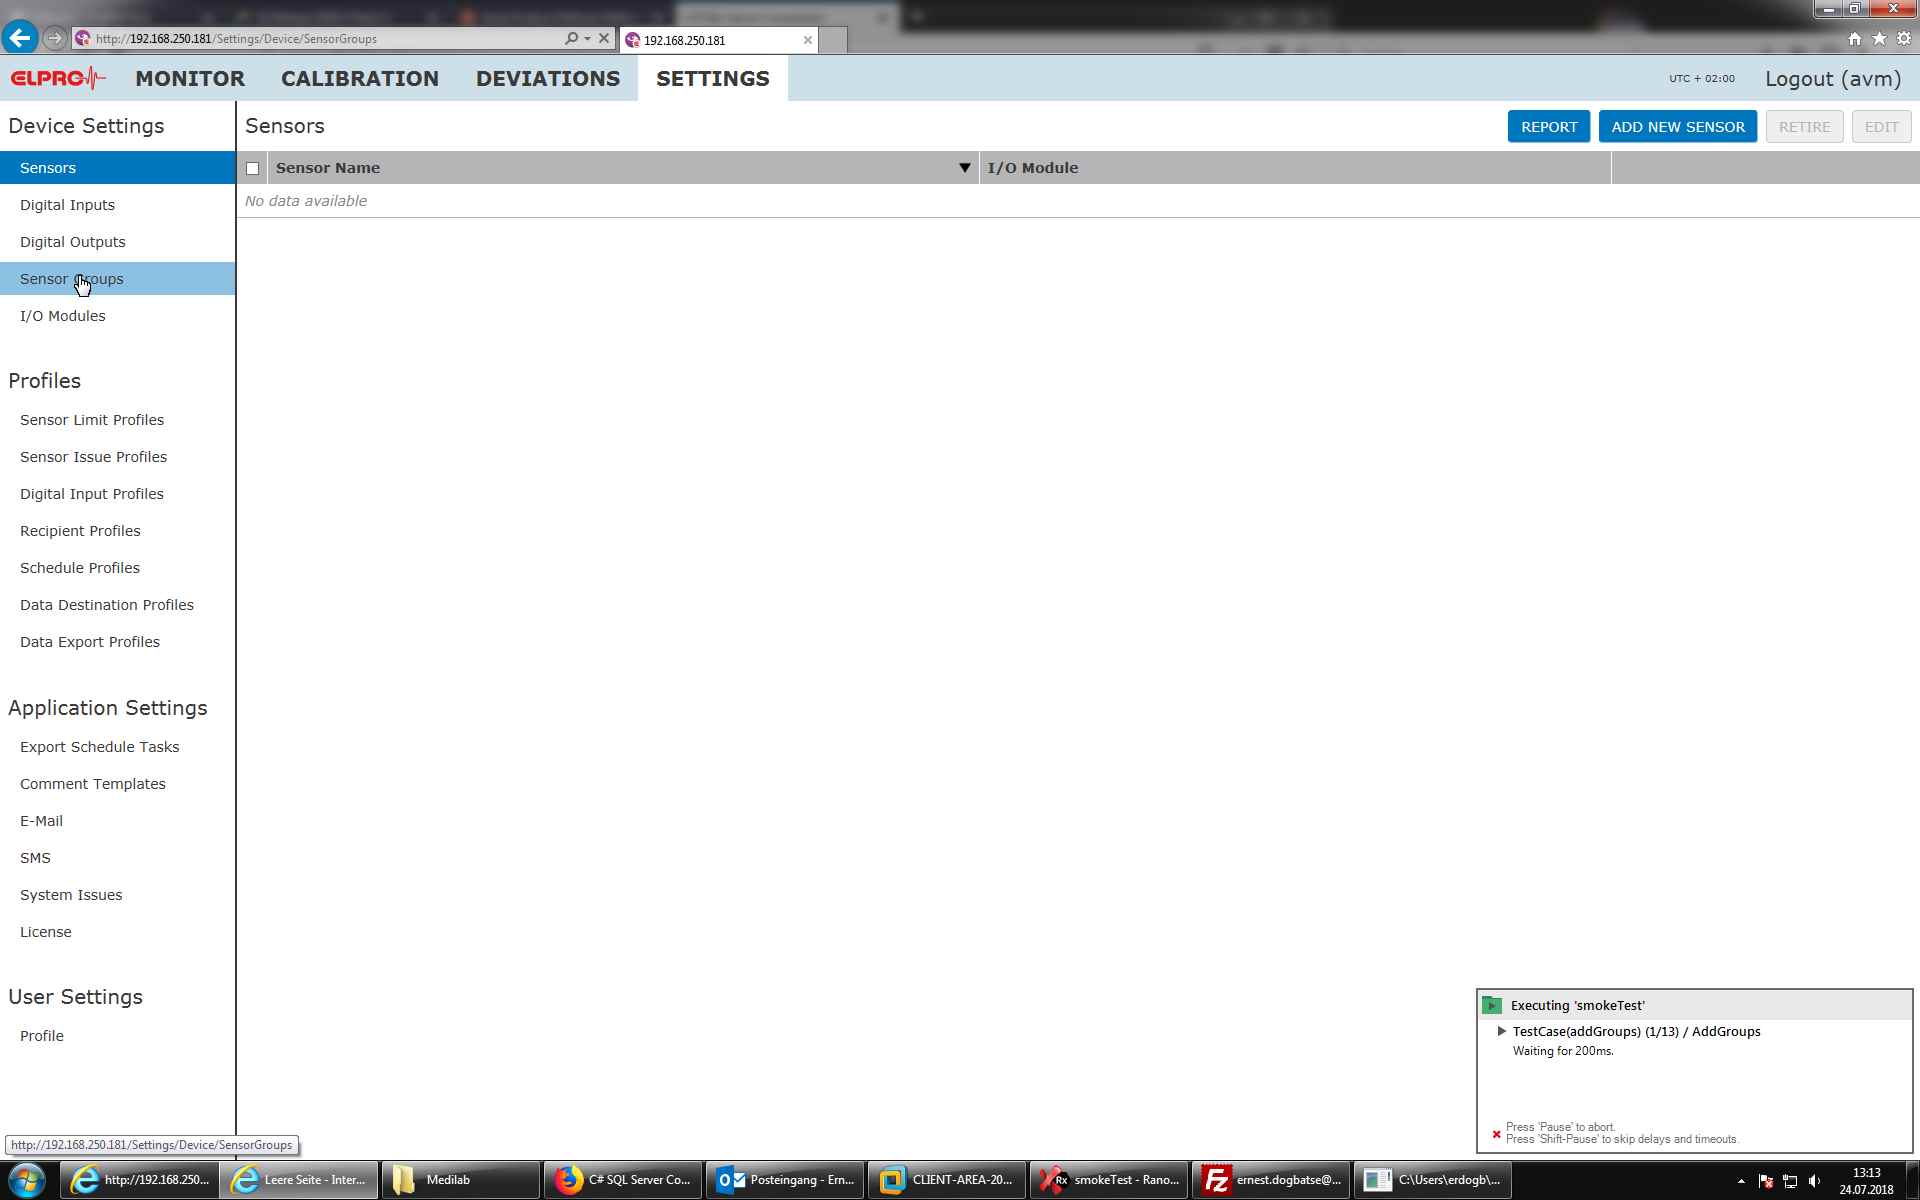 http://192.168.250.181/Settings/Device/SensorGroups
192.168.250.181
ELPRO MONITOR CALIBRATION DEVIATIONS SETTINGS UTC + 02:00 Logout (avm)
Device Settings
Sensors
Digital Inputs
Digital Outputs
Sensor Groups
I/O Modules
Profiles
Sensor Limit Profiles
Sensor Issue Profiles
Digital Input Profiles
Recipient Profiles
Schedule Profiles
Data Destination Profiles
Data Export Profiles
Application Settings
Export Schedule Tasks
Comment Templates
E-Mail
SMS
System Issues
License
User Settings
Profile
Sensors
REPORT ADD NEW SENSOR RETIRE EDIT
Sensor Name I/O Module
No data available
Executing 'smokeTest'
TestCase(addGroups) (1/13) / AddGroups
Waiting for 200ms.
Press 'Pause' to abort.
Press 'Shift-Pause' to skip delays and timeouts.
http://192.168.250.181/Settings/Device/SensorGroups
http://192.168.250...
Leere Seite - Inter...
Medilab
C# SQL Server Co...
Posteingang - Ern...
CLIENT-AREA-20...
smokeTest - Rano...
ernest.dogbatse@...
C:\Users\erdogb\...
13:13
24.07.2018